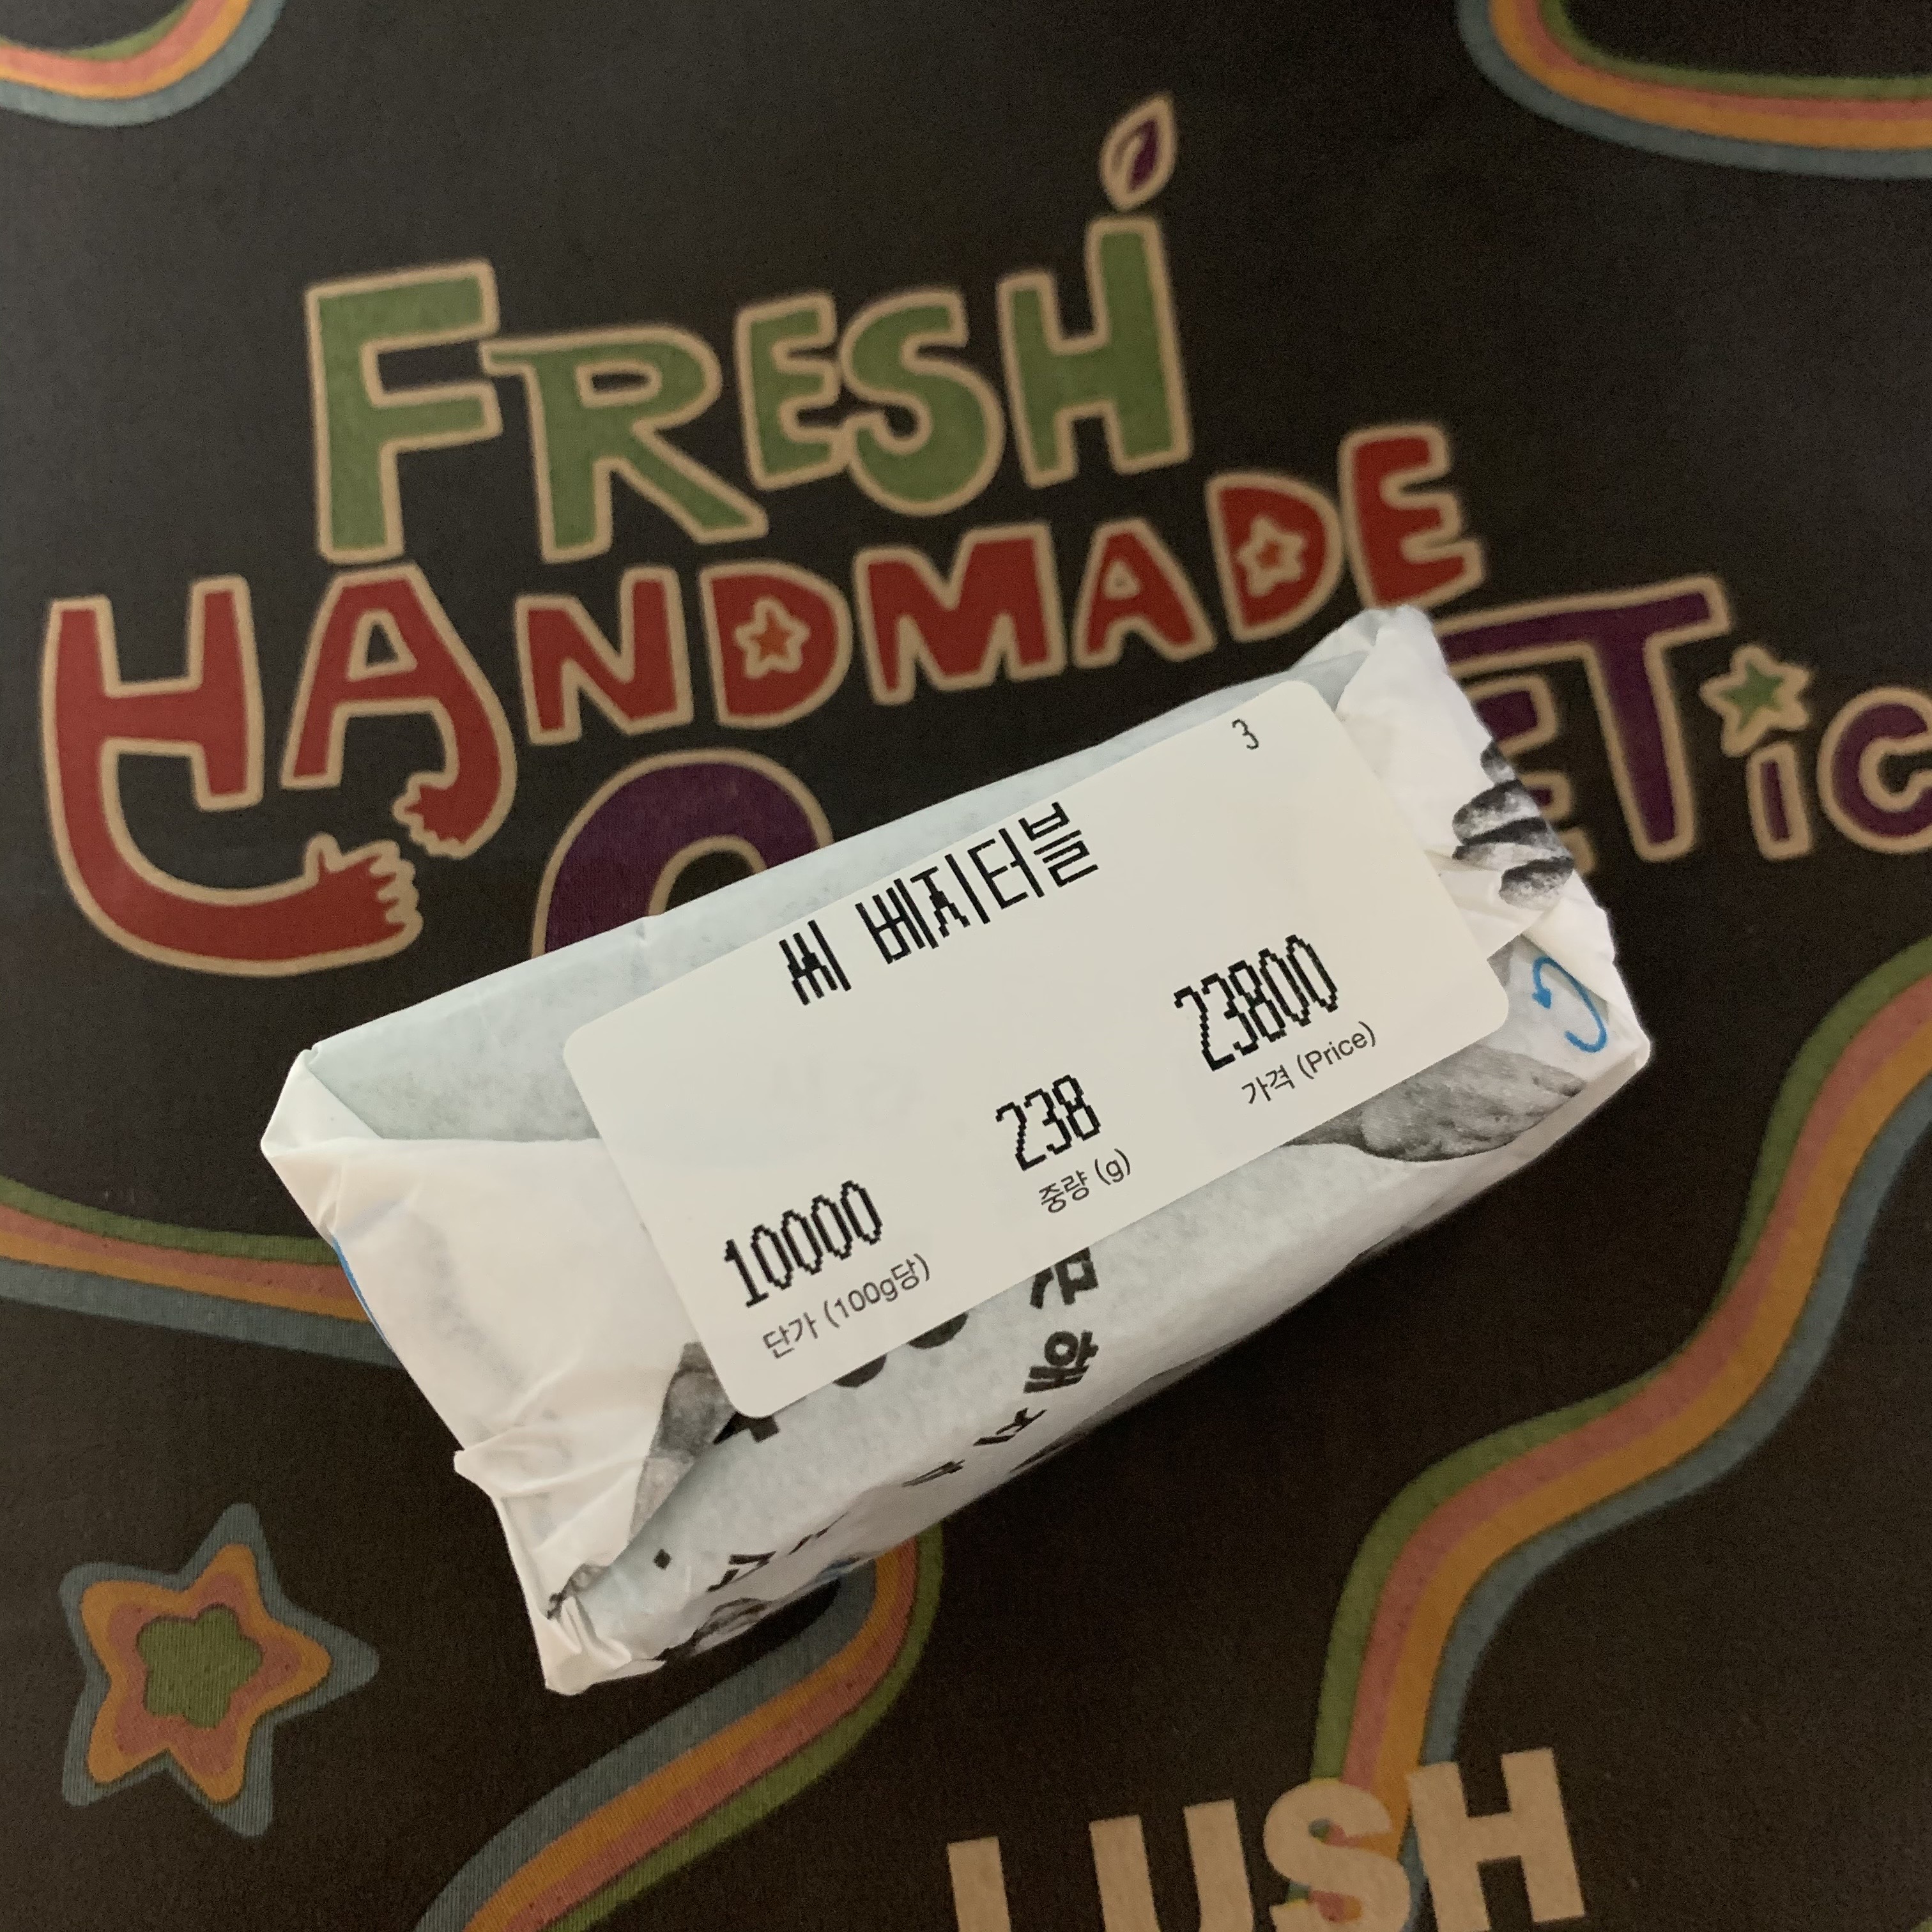 FRESH
HANDMADE
ETiC
3
씨 베지터블
10000
단가 (100g당)
238
중량 (g)
23800
가격 (Price)
LUSH